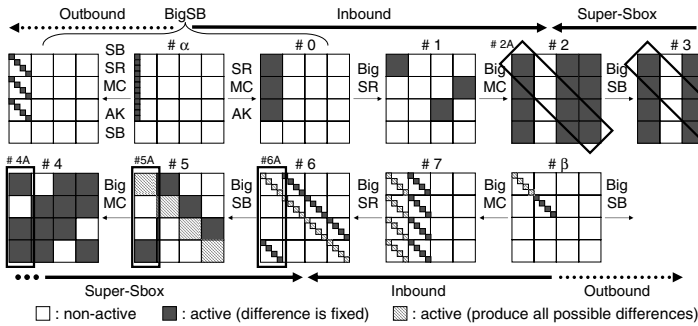 Outbound BigSB Inbound Super-Sbox
# α # 0 # 1 # 2A # 2 # 3
SB SR Big Big Big
SR MC SR MC SB
MC AK
AK
SB
# 4A # 4 #5A # 5 #6A # 6 # 7 # β
Big Big Big Big Big
MC SB SR MC SB
Super-Sbox Inbound Outbound
: non-active : active (difference is fixed) : active (produce all possible differences)